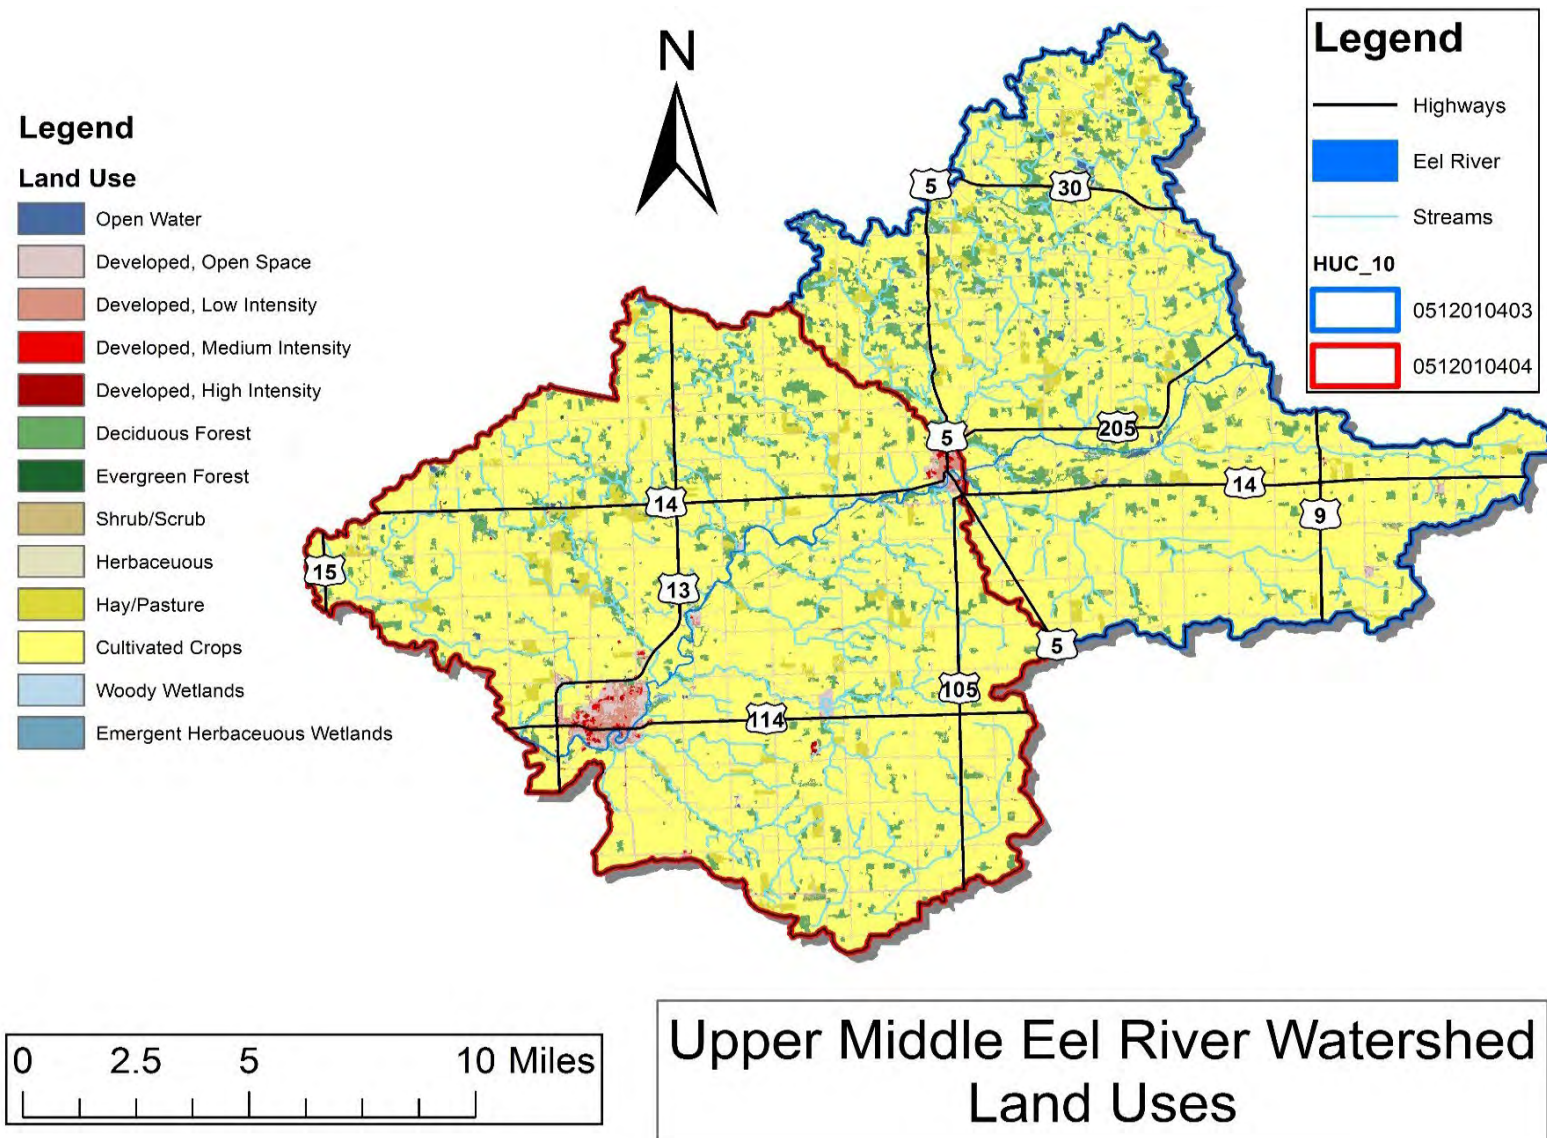 N
Legend
Land Use
Open Water
Developed, Open Space
Developed, Low Intensity
Developed, Medium Intensity
Developed, High Intensity
Deciduous Forest
Evergreen Forest
Shrub/Scrub
Herbaceuous
Hay/Pasture
Cultivated Crops
Woody Wetlands
Emergent Herbaceuous Wetlands
Legend
Highways
Eel River
Streams
HUC_10
0512010403
0512010404
5
30
205
5
14
14
9
15
13
5
105
114
0 2.5 5 10 Miles
Upper Middle Eel River Watershed
Land Uses